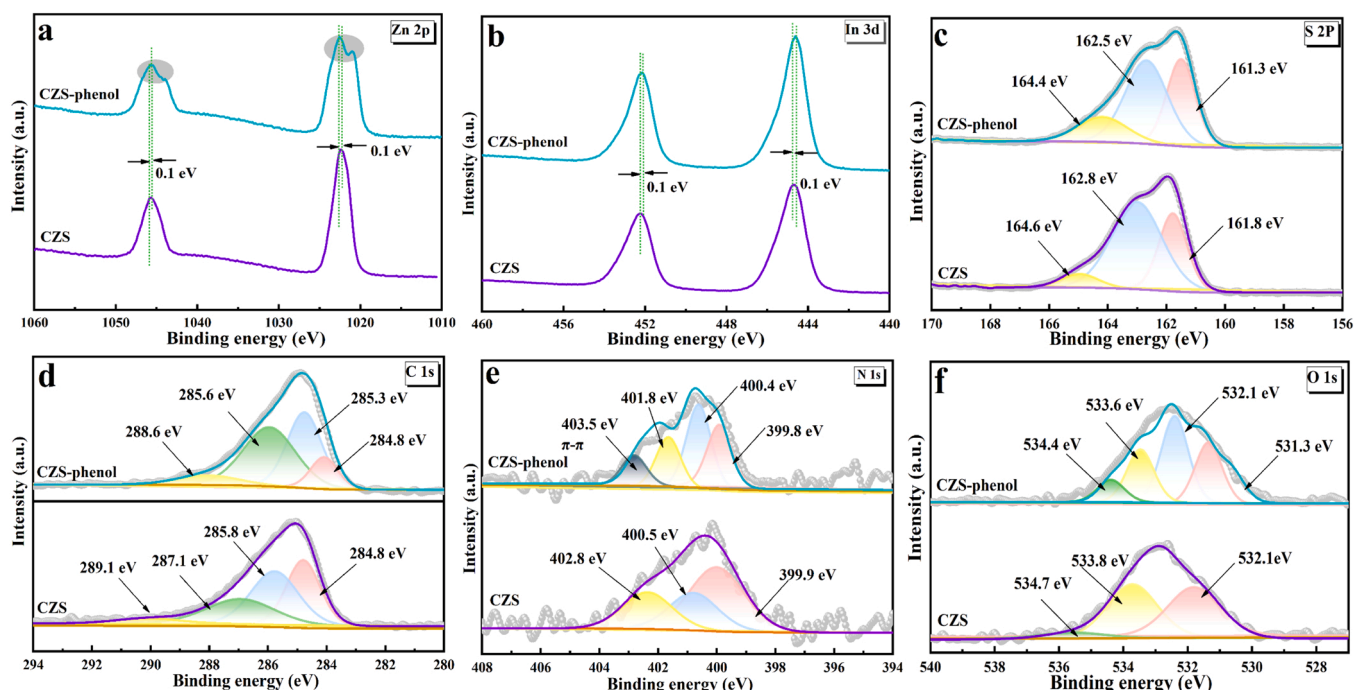 a
Zn 2p
CZS-phenol
0.1 eV
0.1 eV
CZS
Intensity (a.u.)
1060
1050
1040
1030
1020
1010
Binding energy (eV)
b
In 3d
CZS-phenol
0.1 eV
0.1 eV
CZS
Intensity (a.u.)
460
456
452
448
444
440
Binding energy (eV)
c
S 2P
162.5 eV
164.4 eV
161.3 eV
CZS-phenol
162.8 eV
164.6 eV
161.8 eV
CZS
Intensity (a.u.)
170
168
166
164
162
160
158
156
Binding energy (eV)
d
C 1s
285.6 eV
285.3 eV
288.6 eV
284.8 eV
CZS-phenol
285.8 eV
287.1 eV
289.1 eV
284.8 eV
CZS
Intensity (a.u.)
294
292
290
288
286
284
282
280
Binding energy (eV)
e
N 1s
400.4 eV
401.8 eV
403.5 eV
π-π
399.8 eV
CZS-phenol
402.8 eV
400.5 eV
399.9 eV
CZS
Intensity (a.u.)
408
406
404
402
400
398
396
394
Binding energy (eV)
f
O 1s
533.6 eV
532.1 eV
534.4 eV
531.3 eV
CZS-phenol
533.8 eV
532.1eV
534.7 eV
CZS
Intensity (a.u.)
540
538
536
534
532
530
528
Binding energy (eV)